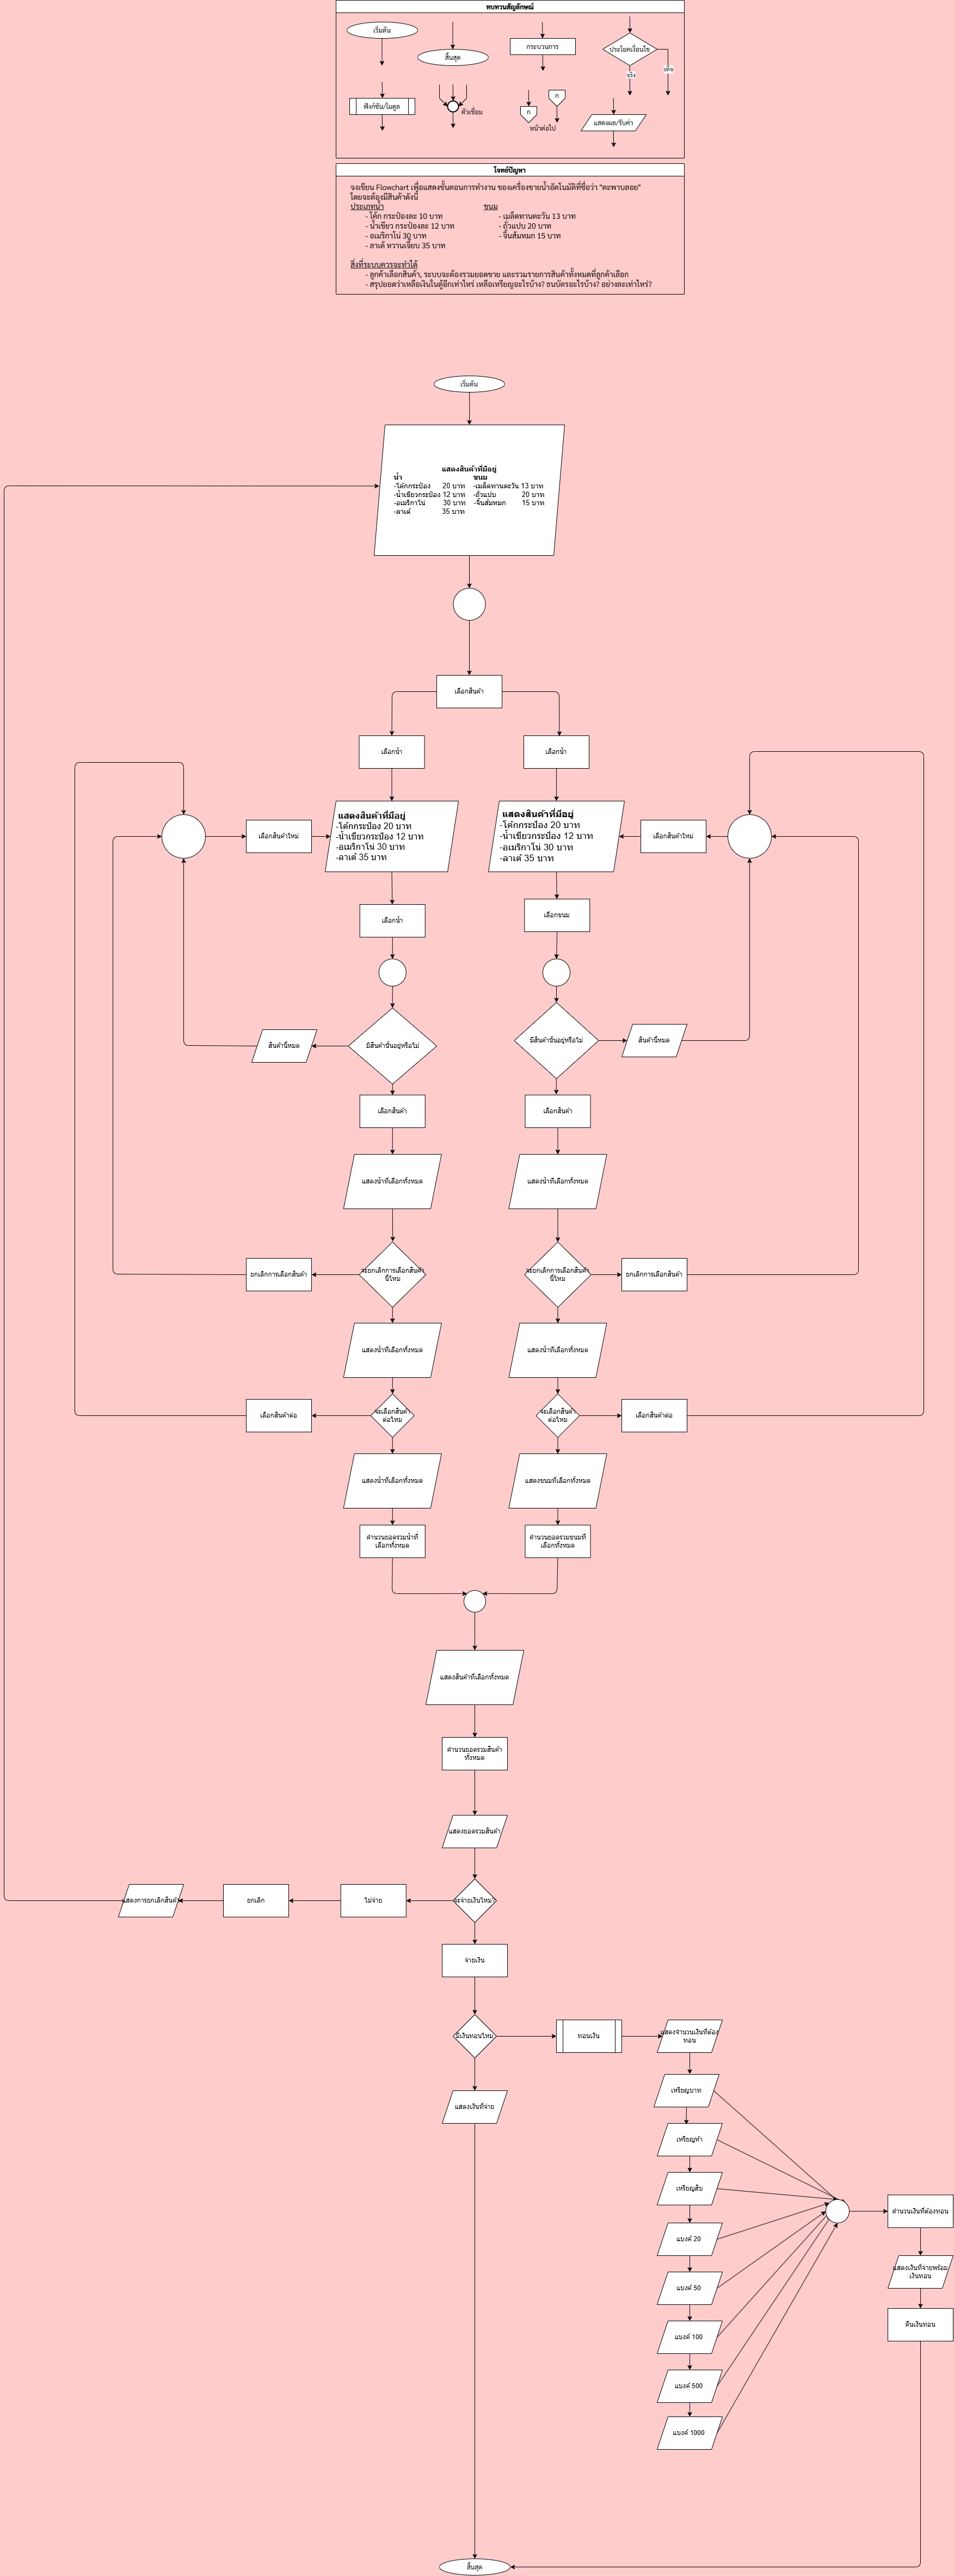 ทบทวนสัญลักษณ์
เริ่มต้น
สิ้นสุด
กระบวนการ
ประโยคเงื่อนไข
จริง
เท็จ
ฟังก์ชัน/โมดูล
ตัวเชื่อม
ก
ก
หน้าต่อไป
แสดงผล/รับค่า
โจทย์ปัญหา
จงเขียน Flowchart เพื่อแสดงขั้นตอนการทำงาน ของเครื่องขายน้ำอัตโนมัติที่ชื่อว่า "ตะพาบลอย"
โดยจะต้องมีสินค้าดังนี้
ประเภทน้ำ ขนม
- โค้ก กระป๋องละ 10 บาท - เมล็ดทานตะวัน 13 บาท
- น้ำเขียว กระป๋องละ 12 บาท - ถั่วแปบ 20 บาท
- อเมริกาโน่ 30 บาท - จิ้นส้มหมก 15 บาท
- ลาเต้ หวานเจี๊ยบ 35 บาท
สิ่งที่ระบบควรจะทำได้
- ลูกค้าเลือกสินค้า, ระบบจะต้องรวมยอดขาย และรวมรายการสินค้าทั้งหมดที่ลูกค้าเลือก
- สรุปยอดว่าเหลือเงินในตู้อีกเท่าไหร่ เหลือเหรียญอะไรบ้าง? ธนบัตรอะไรบ้าง? อย่างละเท่าไหร่?
เริ่มต้น
แสดงสินค้าที่มีอยู่
น้ำ ขนม
-โค้กกระป๋อง 20 บาท -เมล็ดทานตะวัน 13 บาท
-น้ำเขียวกระป๋อง 12 บาท -ถั่วแปบ 20 บาท
-อเมริกาโน่ 30 บาท -จิ้นส้มหมก 15 บาท
-ลาเต้ 35 บาท
เลือกสินค้า
เลือกน้ำ
เลือกน้ำ
เลือกสินค้าใหม่
แสดงสินค้าที่มีอยู่
-โค้กกระป๋อง 20 บาท
-น้ำเขียวกระป๋อง 12 บาท
-อเมริกาโน่ 30 บาท
-ลาเต้ 35 บาท
แสดงสินค้าที่มีอยู่
-โค้กกระป๋อง 20 บาท
-น้ำเขียวกระป๋อง 12 บาท
-อเมริกาโน่ 30 บาท
-ลาเต้ 35 บาท
เลือกสินค้าใหม่
เลือกน้ำ
เลือกขนม
สินค้านี้หมด
มีสินค้านั้นอยู่หรือไม่
มีสินค้านั้นอยู่หรือไม่
สินค้านี้หมด
เลือกสินค้า
เลือกสินค้า
แสดงน้ำที่เลือกทั้งหมด
แสดงน้ำที่เลือกทั้งหมด
ยกเลิกการเลือกสินค้า
จะยกเลิกการเลือกสินค้า
นี้ไหม
จะยกเลิกการเลือกสินค้า
นี้ไหม
ยกเลิกการเลือกสินค้า
แสดงน้ำที่เลือกทั้งหมด
แสดงน้ำที่เลือกทั้งหมด
เลือกสินค้าต่อ
จะเลือกสินค้า
ต่อไหม
จะเลือกสินค้า
ต่อไหม
เลือกสินค้าต่อ
แสดงน้ำที่เลือกทั้งหมด
แสดงขนมที่เลือกทั้งหมด
คำนวนยอดรวมน้ำที่
เลือกทั้งหมด
คำนวนยอดรวมขนมที่
เลือกทั้งหมด
แสดงสินค้าที่เลือกทั้งหมด
คำนวนยอดรวมสินค้า
ทั้งหมด
แสดงยอดรวมสินค้า
แสดงการยกเลิกสินค้า
ยกเลิก
ไม่จ่าย
จะจ่ายเงินไหม?
จ่ายเงิน
มีเงินทอนไหม
ทอนเงิน
แสดงจำนวนเงินที่ต้อง
ทอน
แสดงเงินที่จ่าย
เหรียญบาท
เหรียญห้า
เหรียญสิบ
แบงค์ 20
แบงค์ 50
แบงค์ 100
แบงค์ 500
แบงค์ 1000
คำนวนเงินที่ต้องทอน
แสดงเงินที่จ่ายพร้อม
เงินทอน
คืนเงินทอน
สิ้นสุด